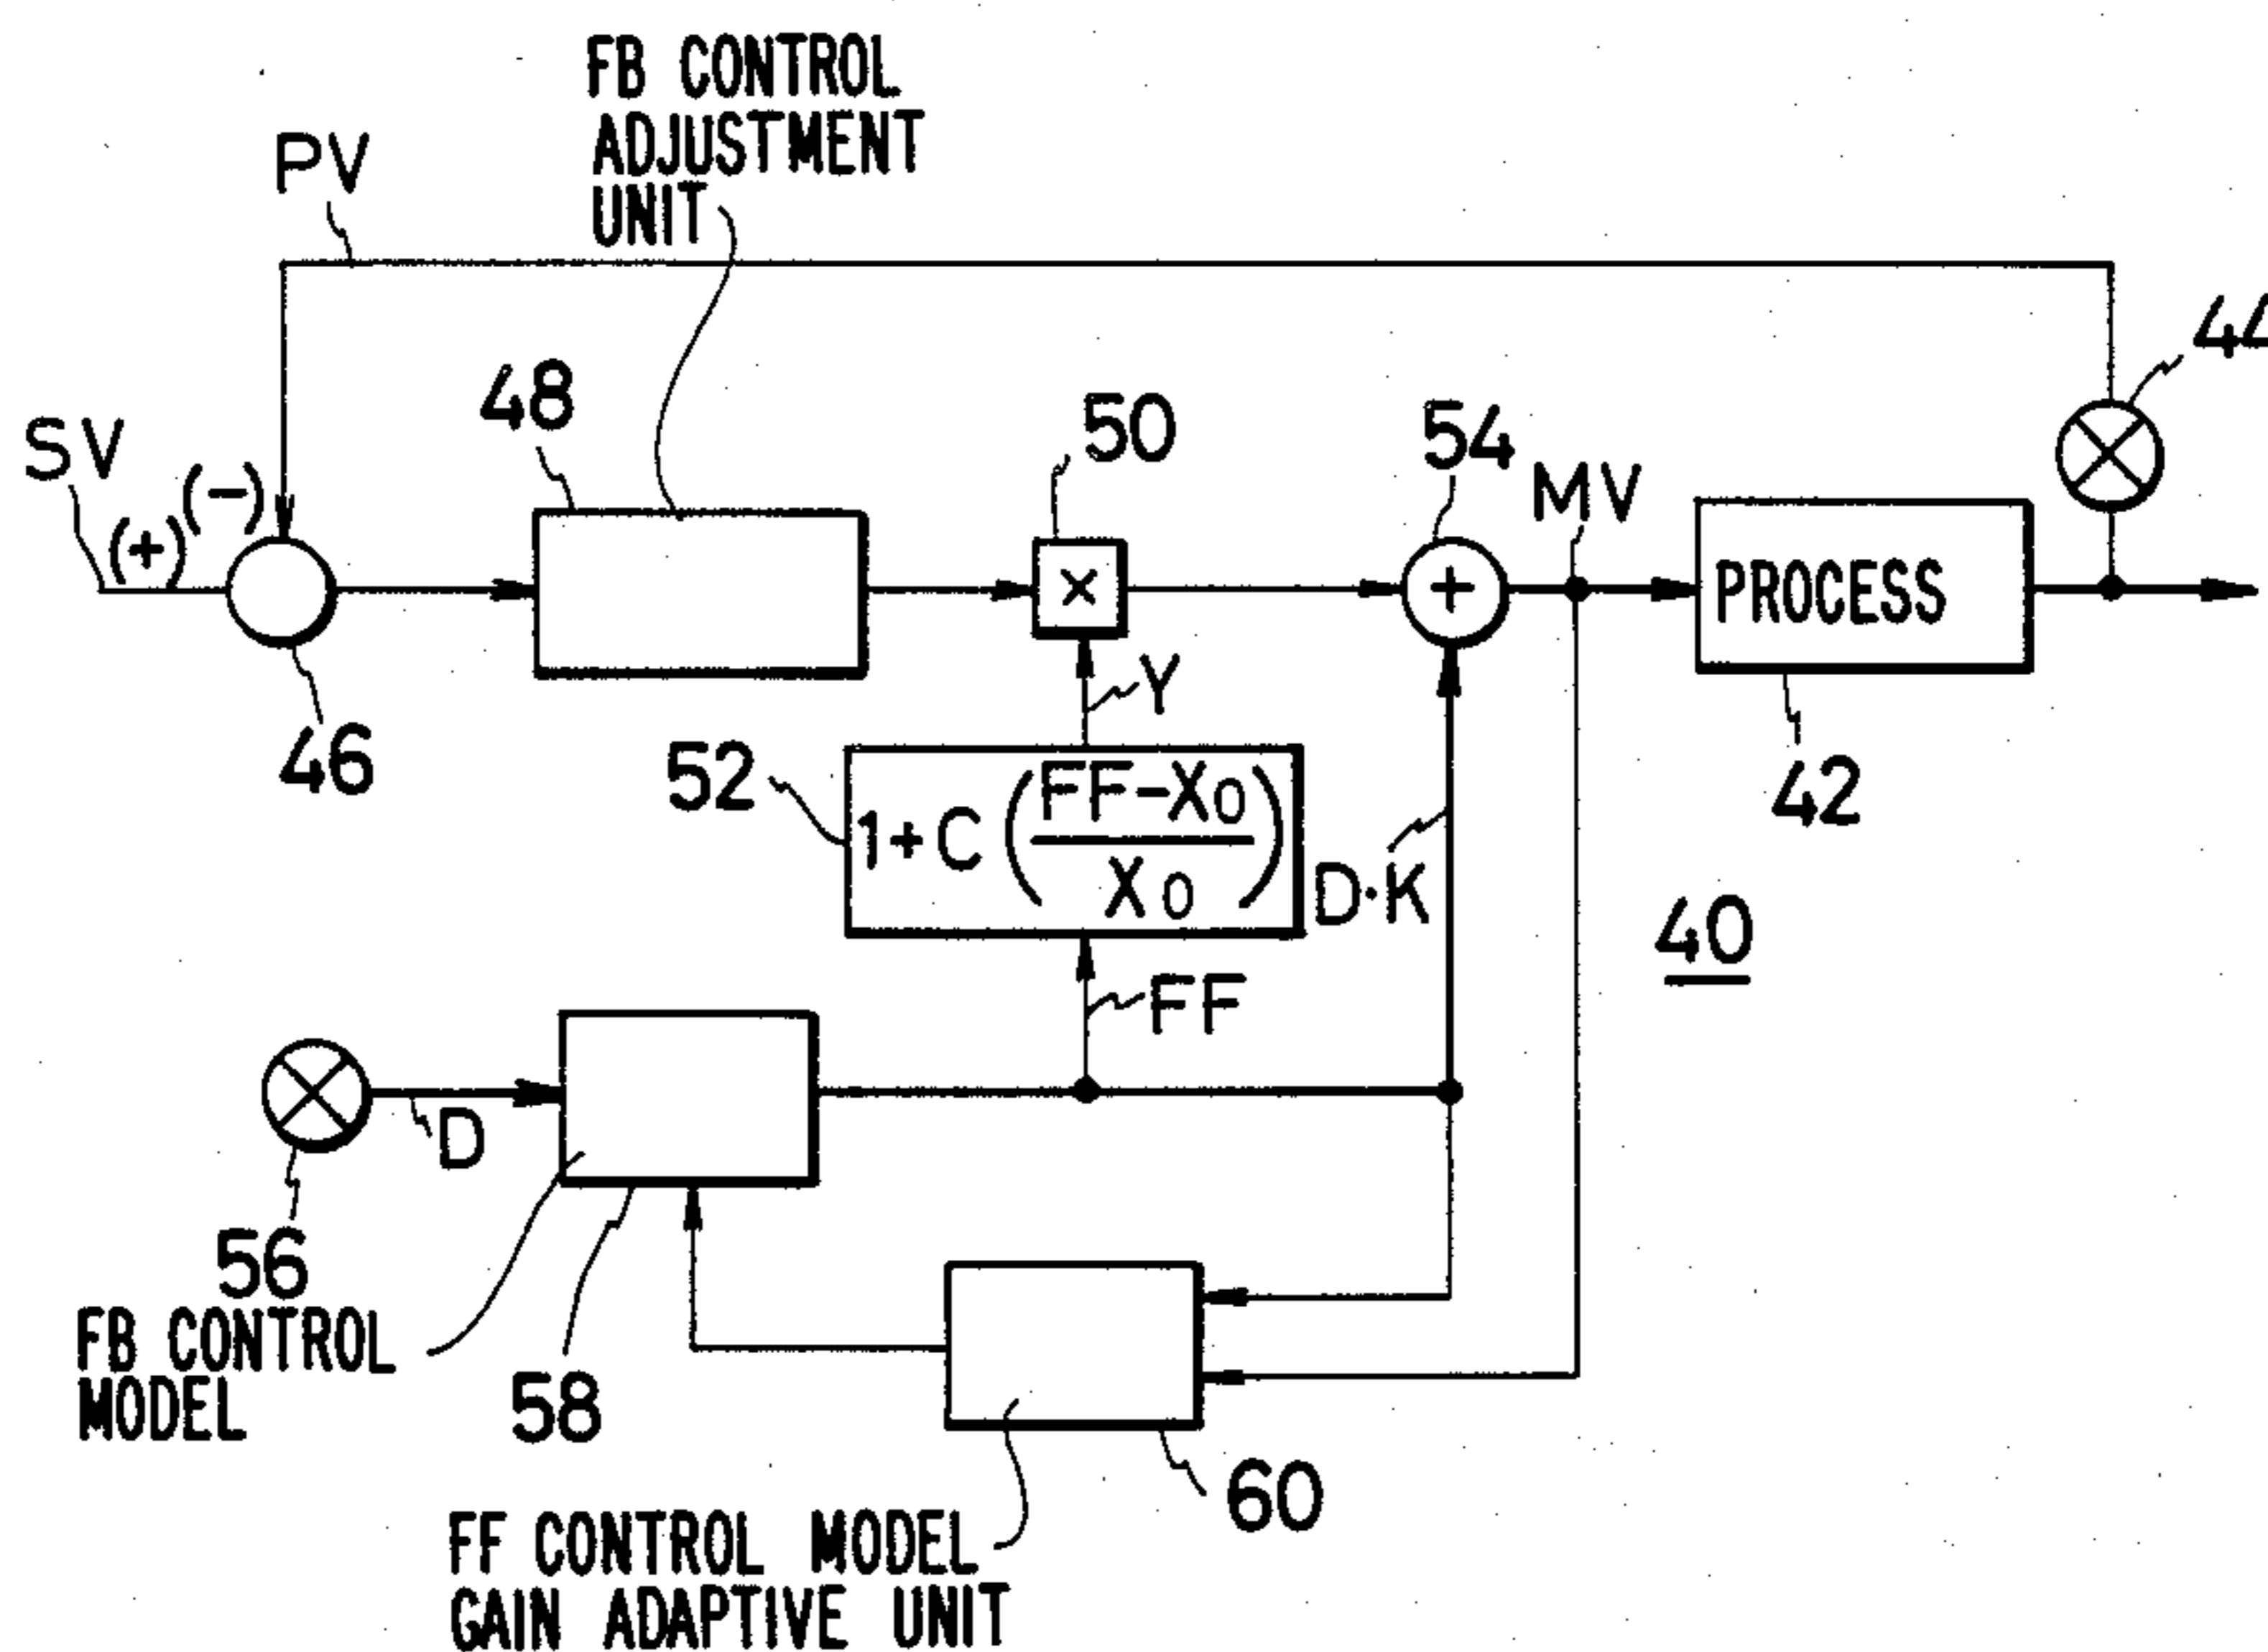 FB CONTROL
ADJUSTMENT
UNIT
PV
44
48
50
54
SV
(-)
(+)
MV
×
+
PROCESS
46
Y
52
1+C(FF-X0/X0)
42
D·K
40
FF
D
56
FB CONTROL
MODEL
58
60
FF CONTROL MODEL
GAIN ADAPTIVE UNIT